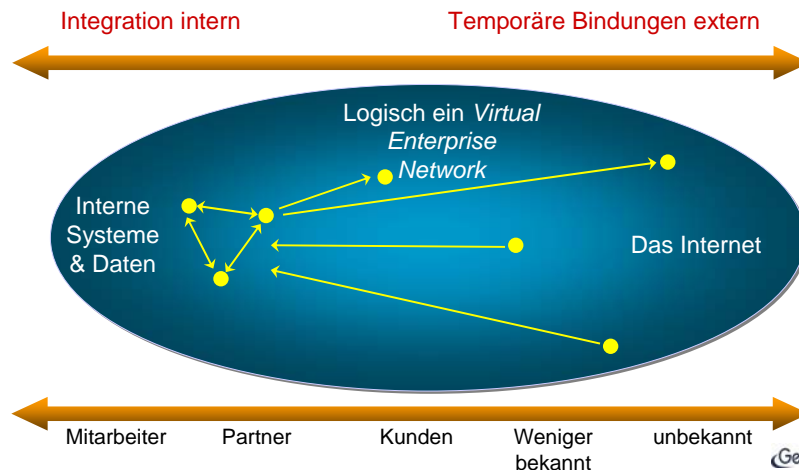 Integration intern
Temporäre Bindungen extern
Logisch ein Virtual
Enterprise
Network
Interne
Systeme
& Daten
Das Internet
Mitarbeiter
Partner
Kunden
Weniger
bekannt
unbekannt